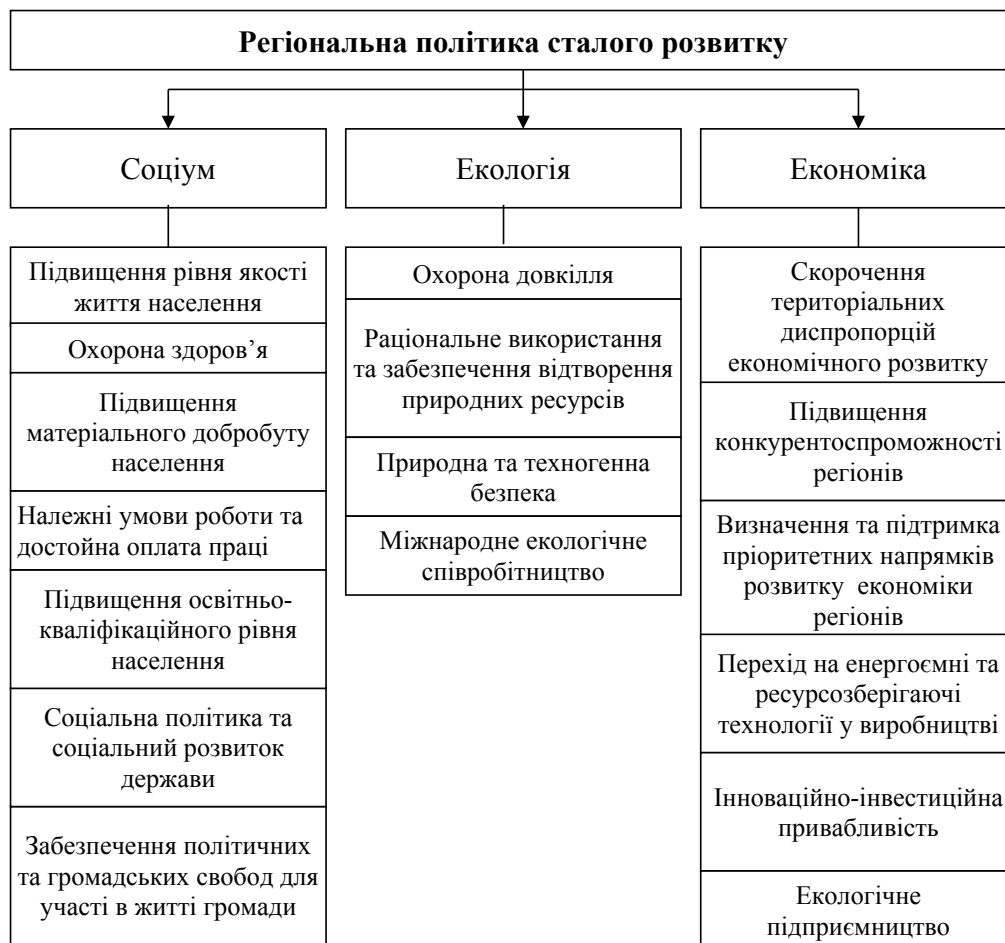 Регіональна політика сталого розвитку
Соціум
Екологія
Економіка
Підвищення рівня якості
життя населення
Охорона здоров’я
Підвищення
матеріального добробуту
населення
Належні умови роботи та
достойна оплата праці
Підвищення освітньо-
кваліфікаційного рівня
населення
Соціальна політика та
соціальний розвиток
держави
Забезпечення політичних
та громадських свобод для
участі в житті громади
Охорона довкілля
Раціональне використання
та забезпечення відтворення
природних ресурсів
Природна та техногенна
безпека
Міжнародне екологічне
співробітництво
Скорочення
територіальних
диспропорцій
економічного розвитку
Підвищення
конкурентоспроможності
регіонів
Визначення та підтримка
пріоритетних напрямків
розвитку економіки
регіонів
Перехід на енергоємні та
ресурсозберігаючі
технології у виробництві
Інноваційно-інвестиційна
привабливість
Екологічне
підприємництво